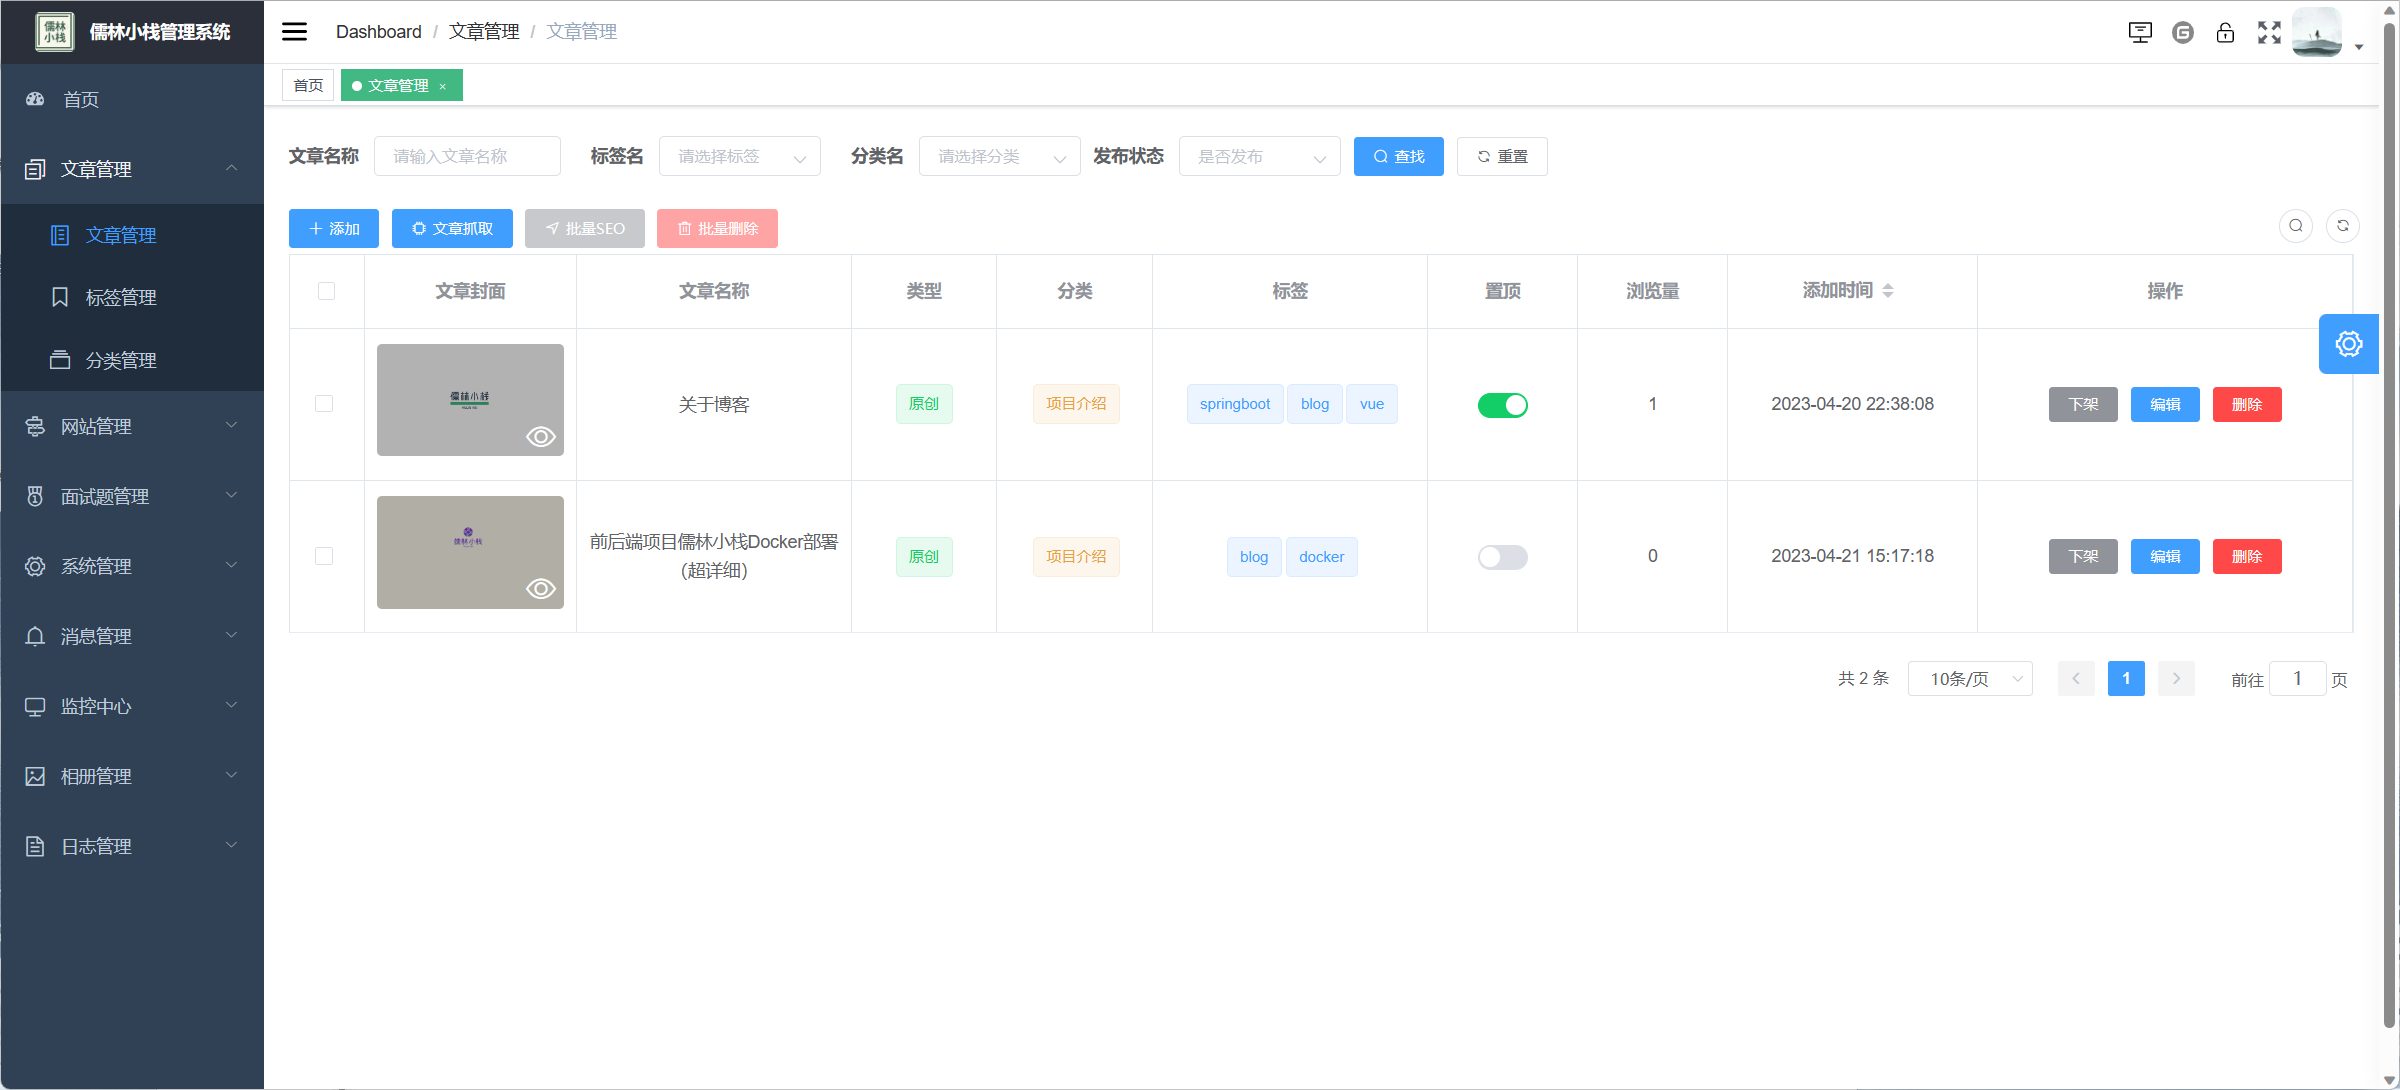 儒林小栈 儒林小栈管理系统
Dashboard / 文章管理 / 文章管理
首页 文章管理 ×
首页
文章管理
文章管理
标签管理
分类管理
网站管理
面试题管理
系统管理
消息管理
监控中心
相册管理
日志管理
文章名称 请输入文章名称 标签名 请选择标签 分类名 请选择分类 发布状态 是否发布 查找 重置
添加 文章抓取 批量SEO 批量删除
文章封面 文章名称 类型 分类 标签 置顶 浏览量 添加时间 操作
儒林小栈 关于博客 原创 项目介绍 springboot blog vue 1 2023-04-20 22:38:08 下架 编辑 删除
儒林小栈 前后端项目儒林小栈Docker部署
（超详细） 原创 项目介绍 blog docker 0 2023-04-21 15:17:18 下架 编辑 删除
共 2 条 10条/页 1 前往 1 页